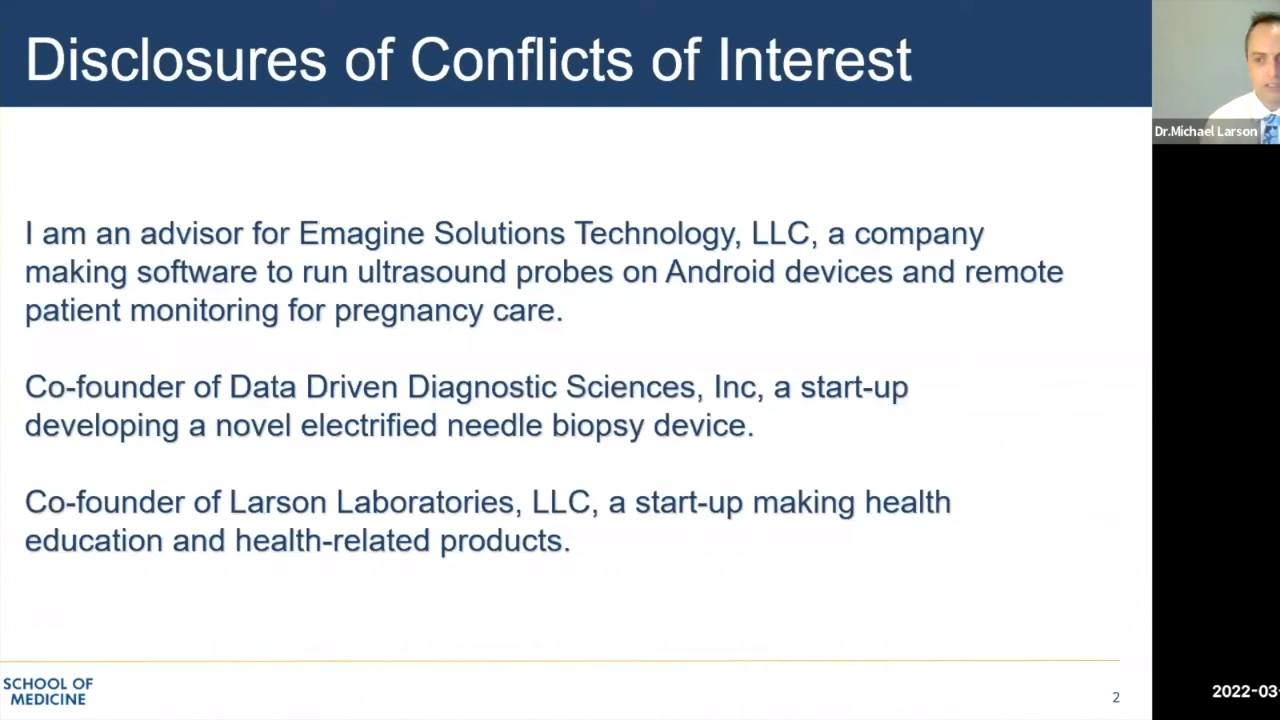 Disclosures of Conflicts of Interest
Dr.Michael Larson
I am an advisor for Emagine Solutions Technology, LLC, a company
making software to run ultrasound probes on Android devices and remote
patient monitoring for pregnancy care.
Co-founder of Data Driven Diagnostic Sciences, Inc, a start-up
developing a novel electrified needle biopsy device.
Co-founder of Larson Laboratories, LLC, a start-up making health
education and health-related products.
SCHOOL OF
MEDICINE
2
2022-03-